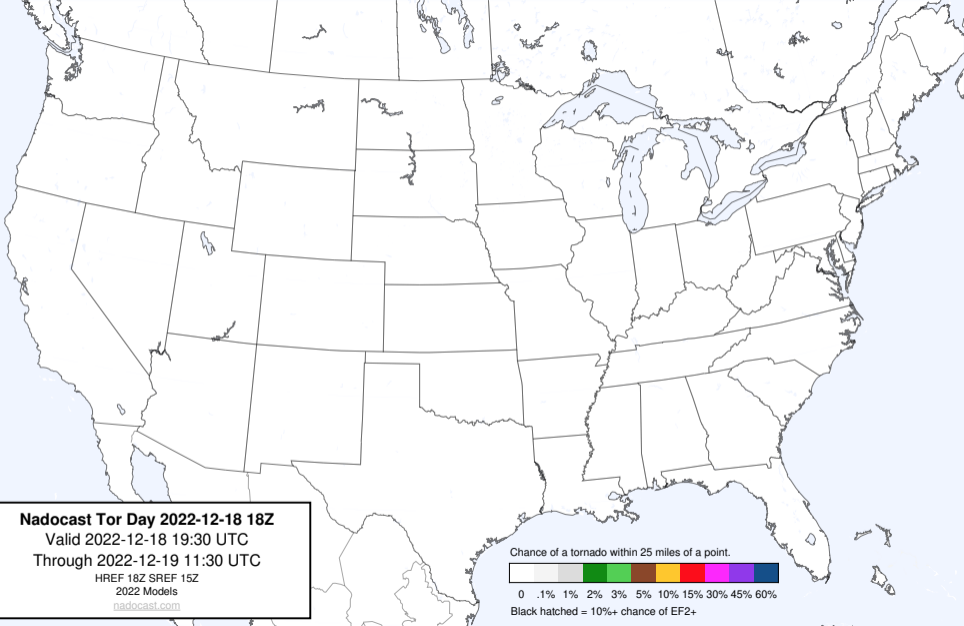 Nadocast Tor Day 2022-12-18 18Z
Valid 2022-12-18 19:30 UTC
Through 2022-12-19 11:30 UTC
HREF 18Z SREF 15Z
2022 Models
nadocast.com
Chance of a tornado within 25 miles of a point.
0 .1% 1% 2% 3% 5% 10% 15% 30% 45% 60%
Black hatched = 10%+ chance of EF2+